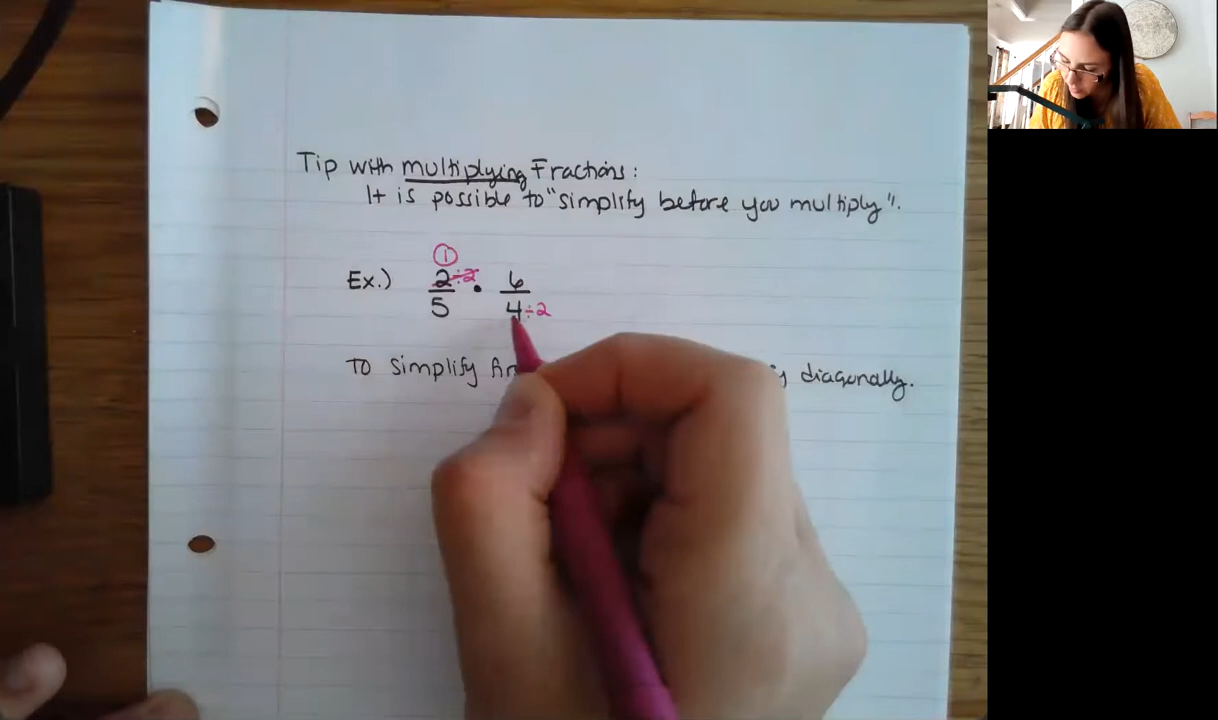 Tip with multiplying Fractions:
It is possible to "simplify before you multiply".
①
Ex.) 2÷2/5 • 6/4÷2
To simplify diagonally.